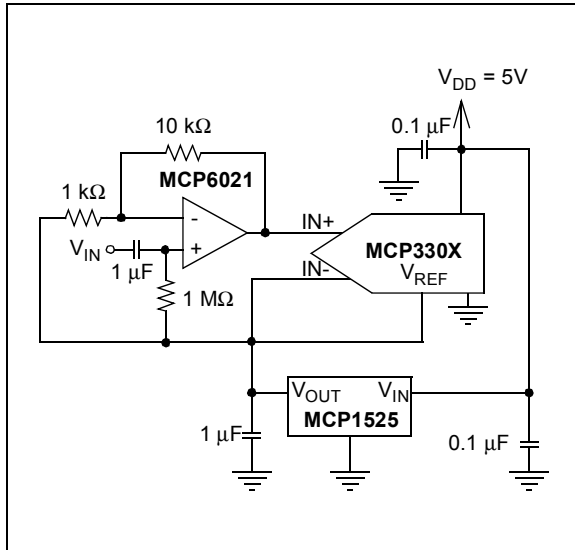 V_DD = 5V
0.1 µF
10 kΩ
MCP6021
1 kΩ
-
V_IN
+
1 µF
1 MΩ
IN+
IN-
MCP330X
V_REF
V_OUT V_IN
MCP1525
1 µF
0.1 µF